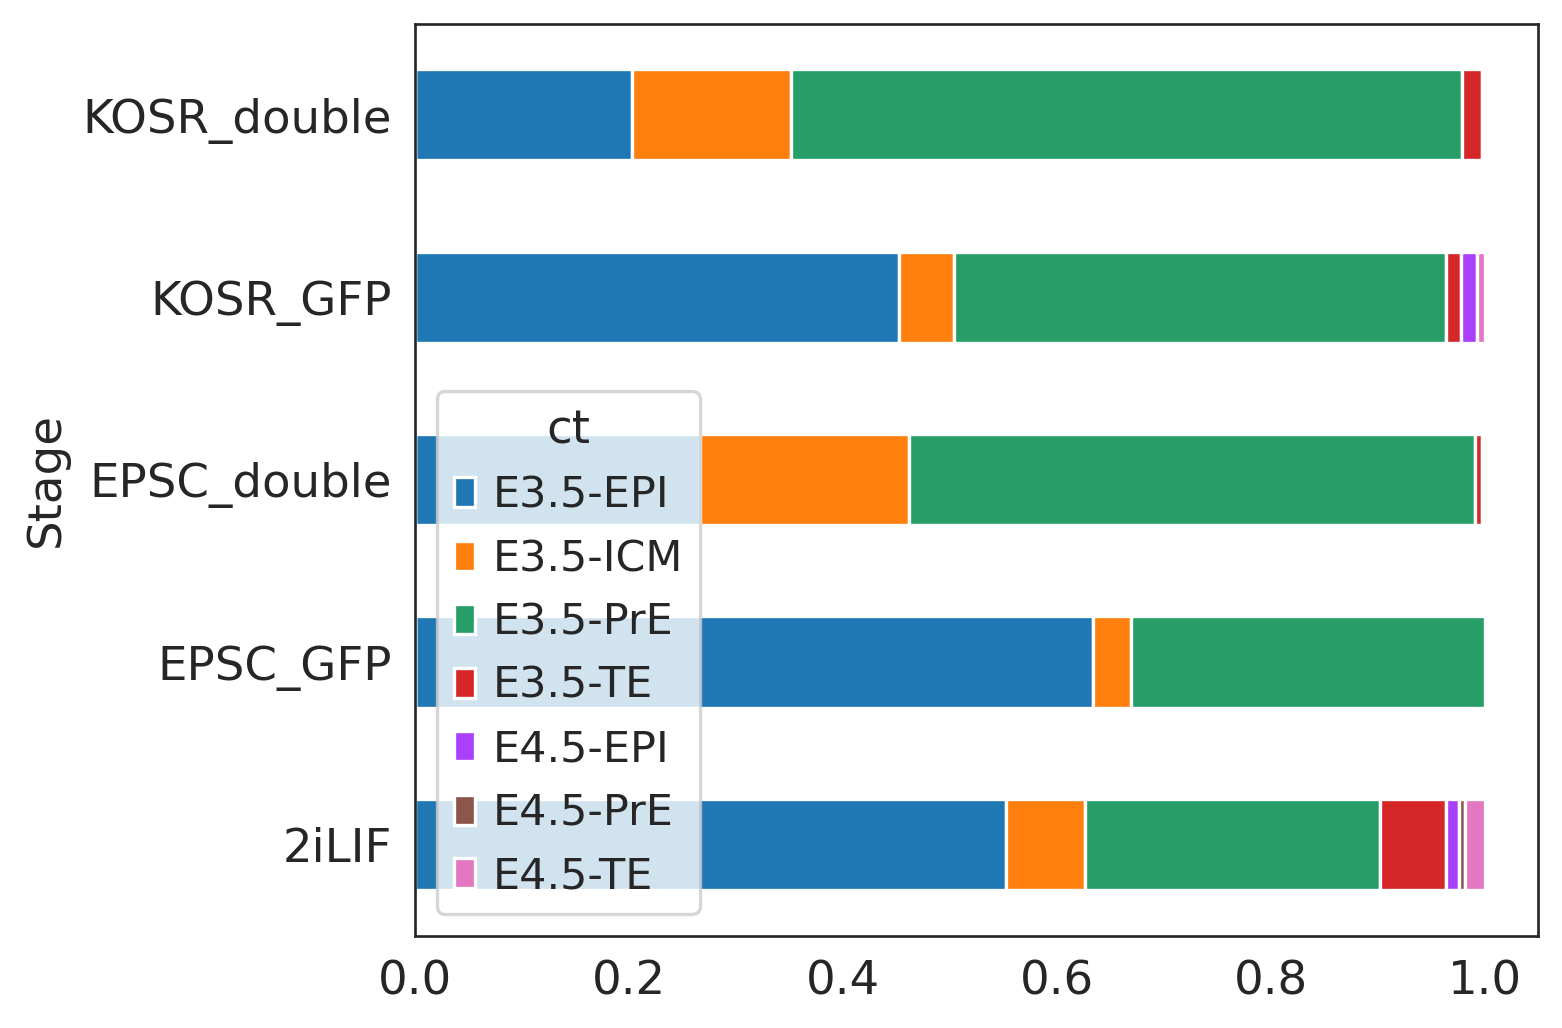 KOSR_double
KOSR_GFP
EPSC_double
EPSC_GFP
2iLIF
Stage
ct
E3.5-EPI
E3.5-ICM
E3.5-PrE
E3.5-TE
E4.5-EPI
E4.5-PrE
E4.5-TE
0.0 0.2 0.4 0.6 0.8 1.0